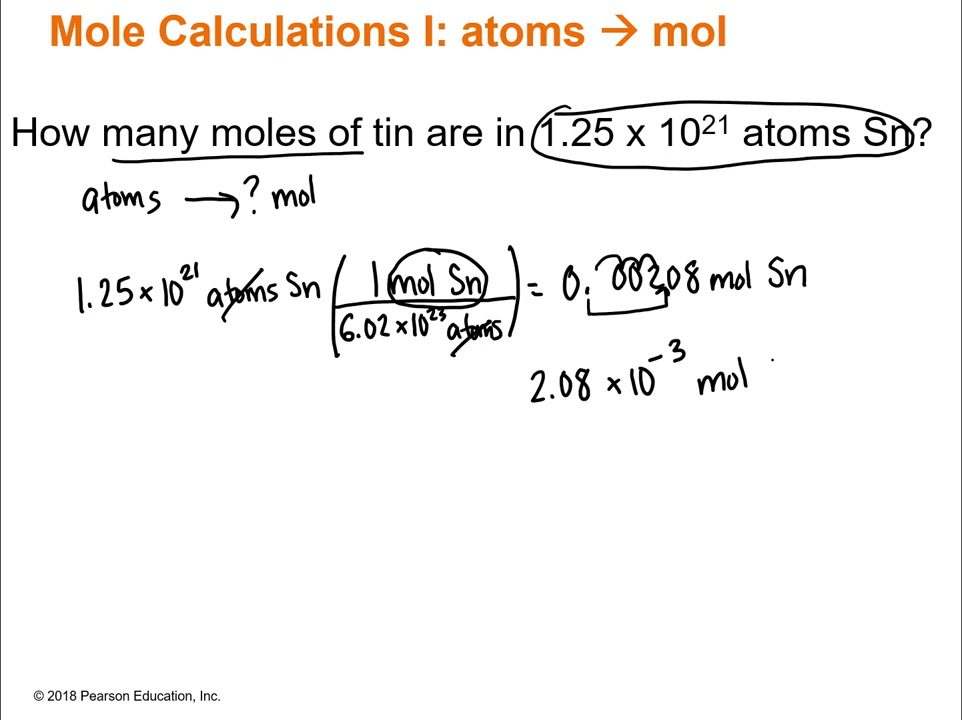 Mole Calculations I: atoms → mol
How many moles of tin are in 1.25 x 10²¹ atoms Sn?
atoms → ? mol
1.25 × 10²¹ atoms Sn ( 1 mol Sn / 6.02 × 10²³ atoms ) = 0.00208 mol Sn
2.08 × 10⁻³ mol
© 2018 Pearson Education, Inc.